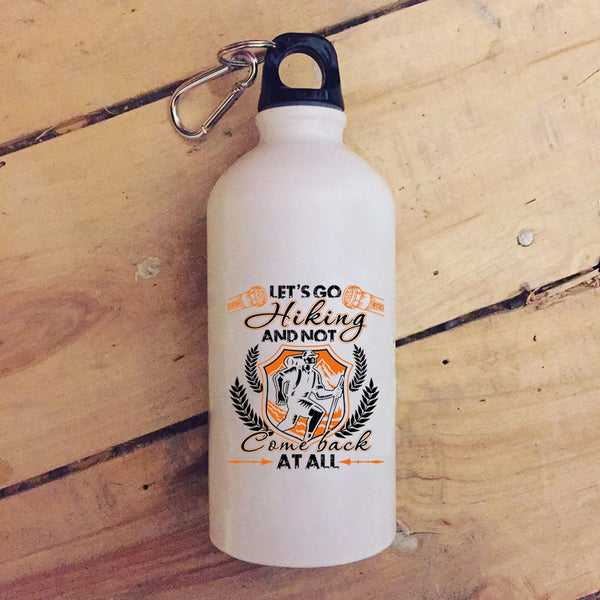 LET'S GO
Hiking
AND NOT
Come back
AT ALL